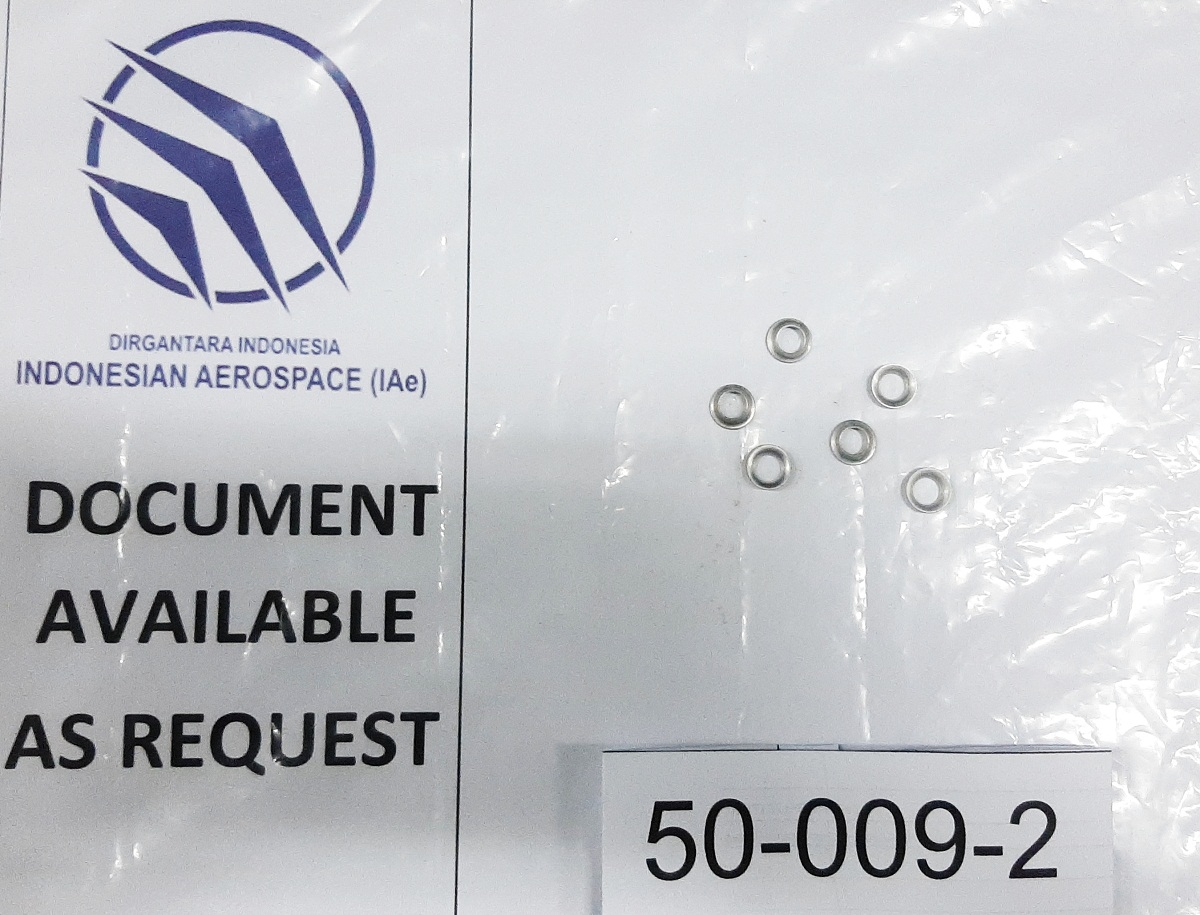 DIRGANTARA INDONESIA
INDONESIAN AEROSPACE (IAe)
DOCUMENT
AVAILABLE
AS REQUEST
50-009-2